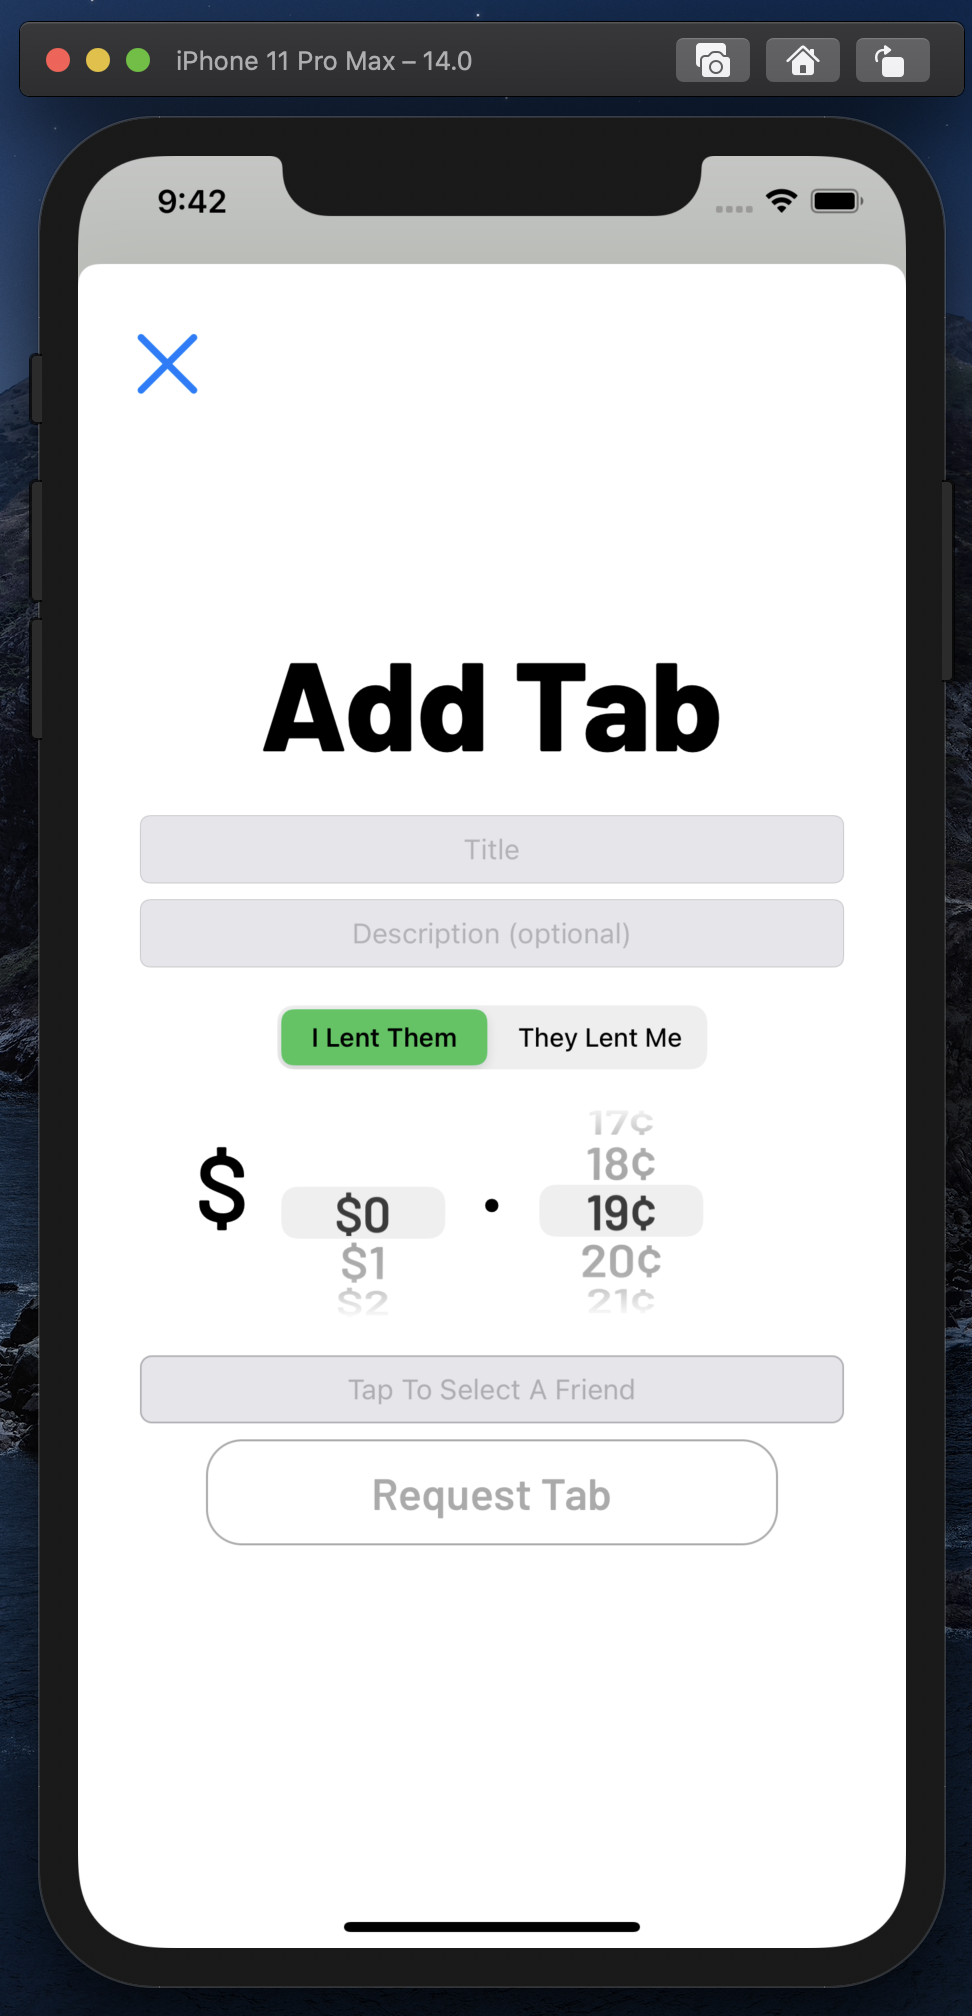 iPhone 11 Pro Max – 14.0
9:42
Add Tab
Title
Description (optional)
I Lent Them They Lent Me
17¢
18¢
$ $0 . 19¢
$1 20¢
$2 21¢
Tap To Select A Friend
Request Tab